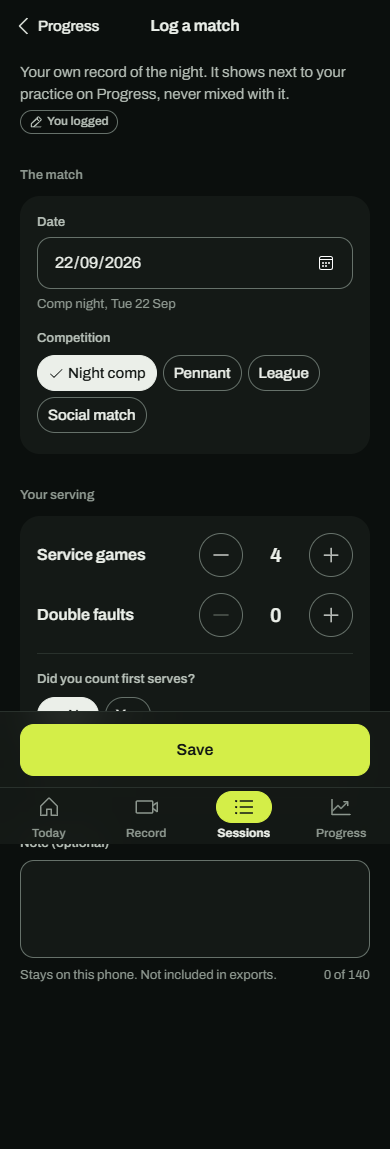 Progress
Log a match
Your own record of the night. It shows next to your
practice on Progress, never mixed with it.
You logged
The match
Date
22/09/2026
Comp night, Tue 22 Sep
Competition
Night comp
Pennant
League
Social match
Your serving
Service games
4
Double faults
0
Did you count first serves?
Save
Today
Record
Sessions
Progress
Note (optional)
Stays on this phone. Not included in exports.
0 of 140